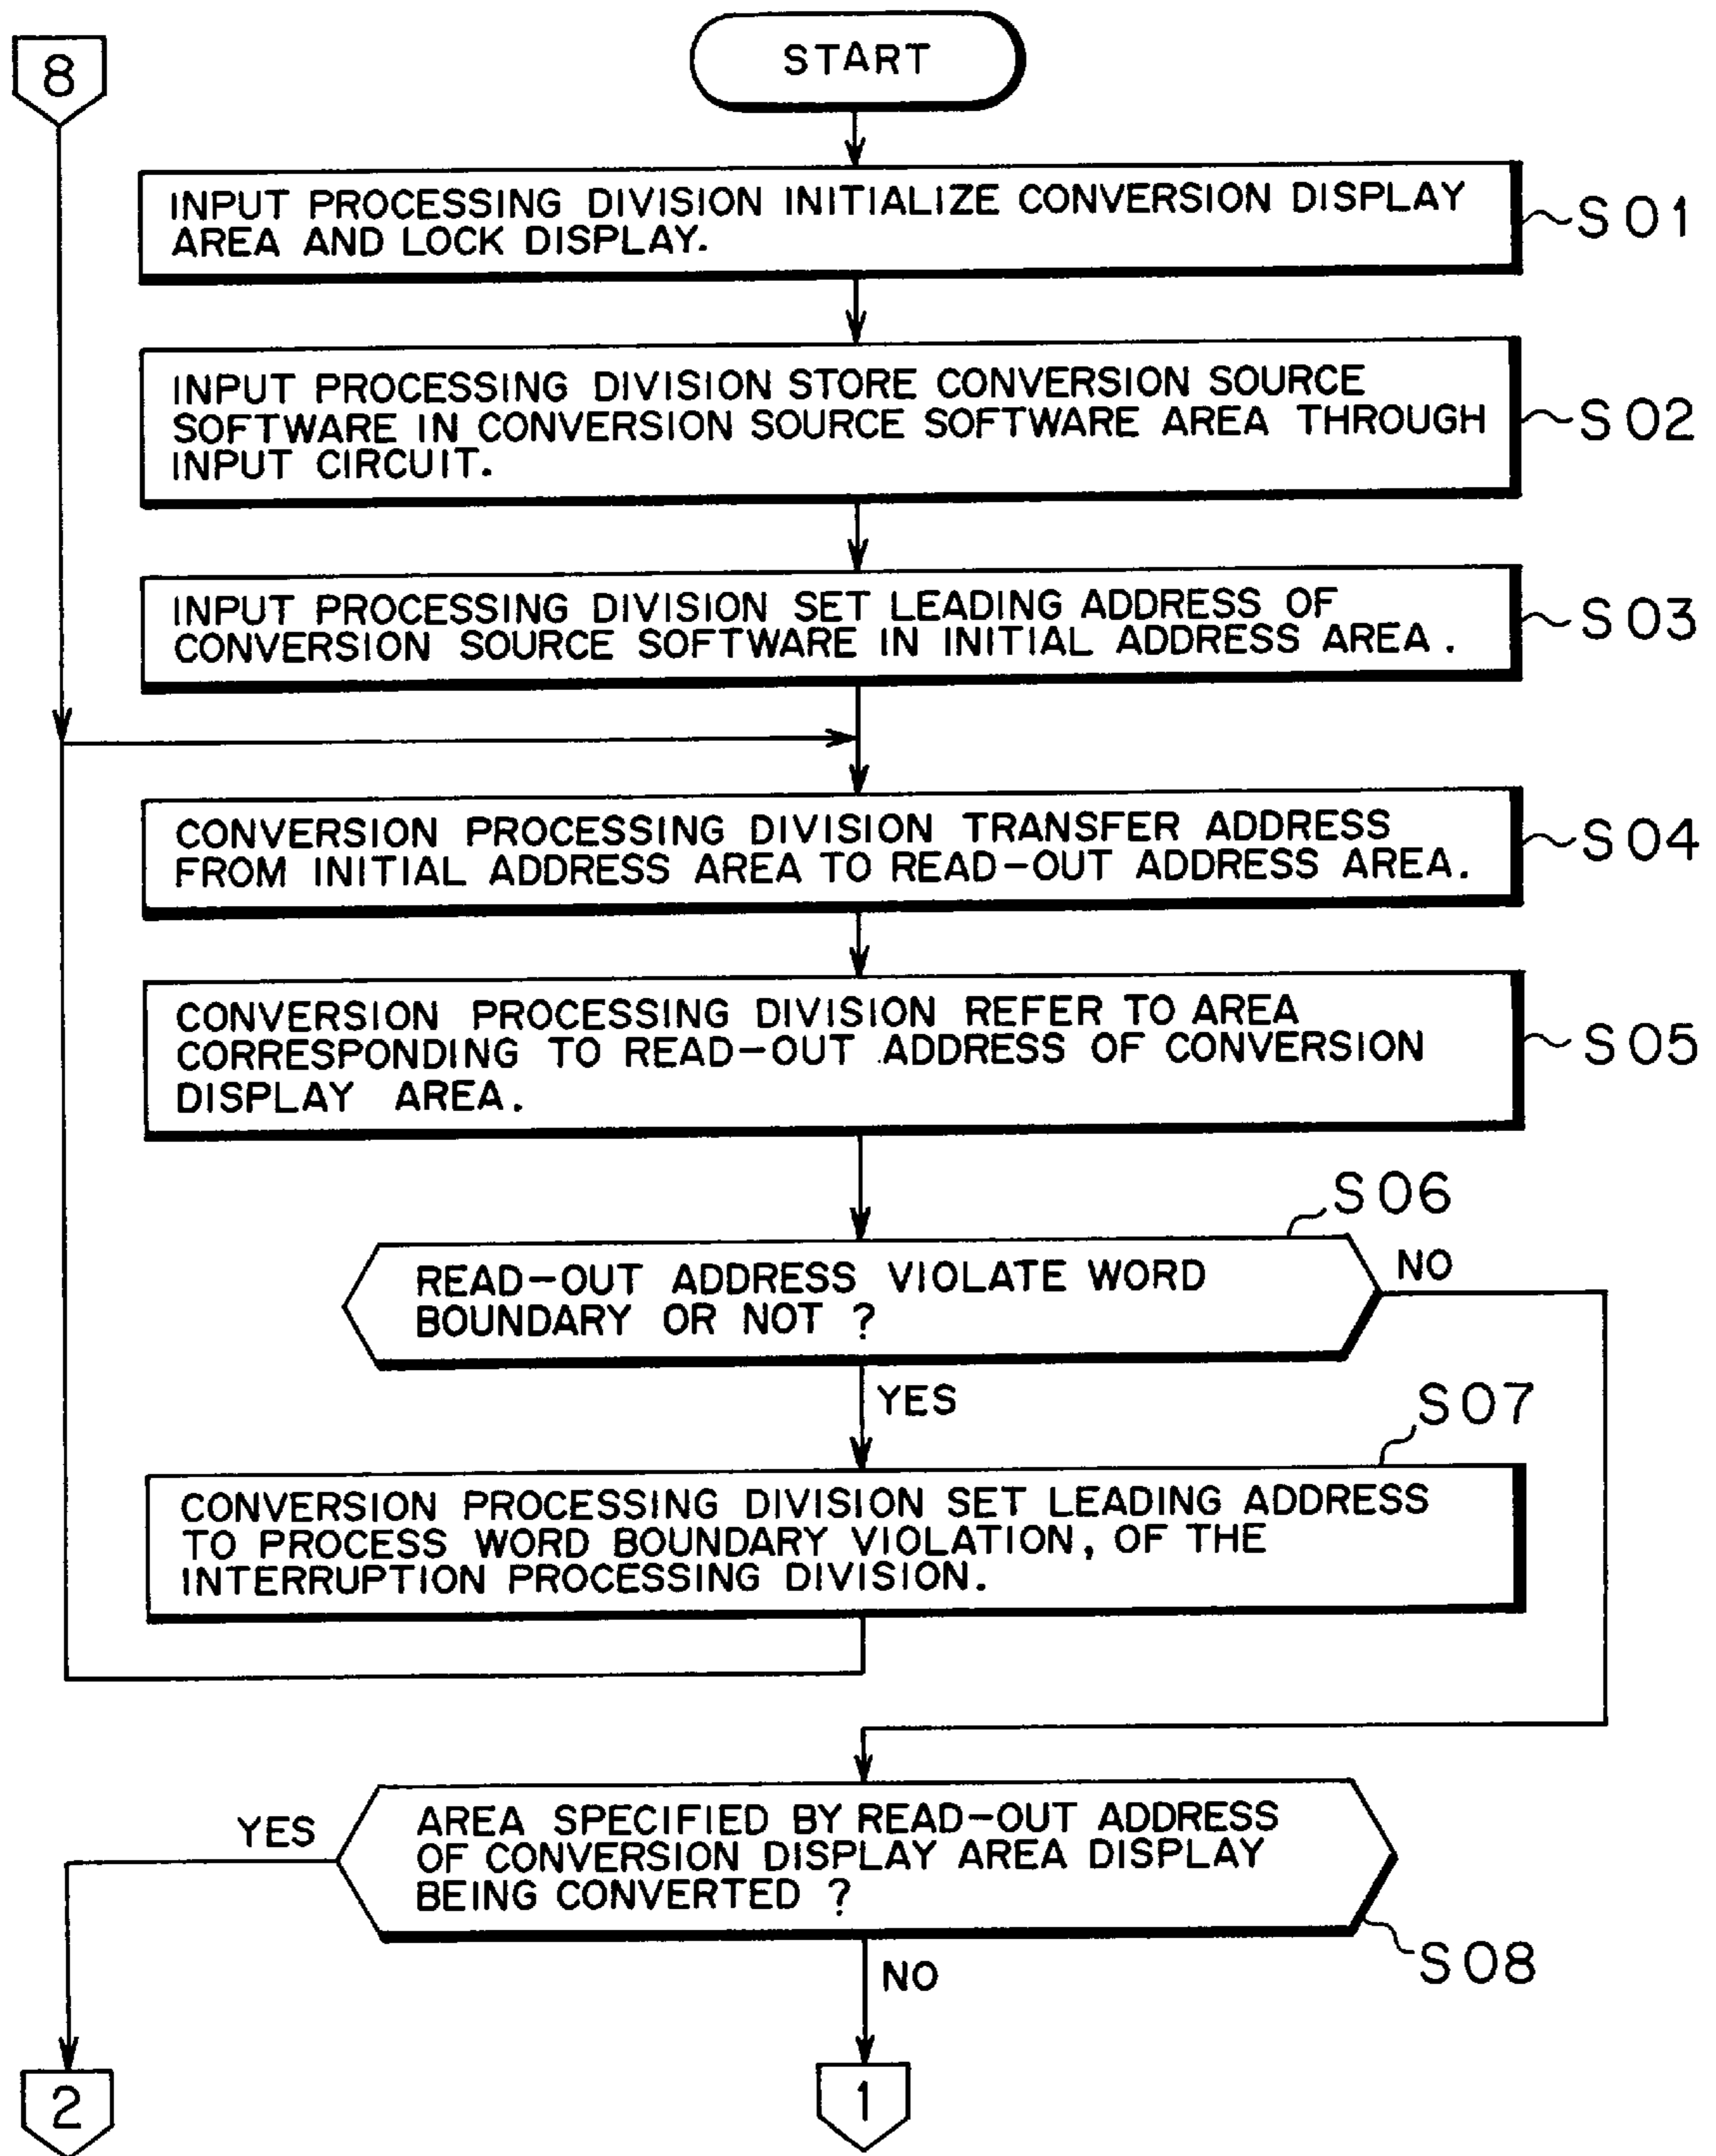 8
START
INPUT PROCESSING DIVISION INITIALIZE CONVERSION DISPLAY
AREA AND LOCK DISPLAY.
S01
INPUT PROCESSING DIVISION STORE CONVERSION SOURCE
SOFTWARE IN CONVERSION SOURCE SOFTWARE AREA THROUGH
INPUT CIRCUIT.
S02
INPUT PROCESSING DIVISION SET LEADING ADDRESS OF
CONVERSION SOURCE SOFTWARE IN INITIAL ADDRESS AREA.
S03
CONVERSION PROCESSING DIVISION TRANSFER ADDRESS
FROM INITIAL ADDRESS AREA TO READ-OUT ADDRESS AREA.
S04
CONVERSION PROCESSING DIVISION REFER TO AREA
CORRESPONDING TO READ-OUT ADDRESS OF CONVERSION
DISPLAY AREA.
S05
S06
READ-OUT ADDRESS VIOLATE WORD
BOUNDARY OR NOT ?
NO
YES
S07
CONVERSION PROCESSING DIVISION SET LEADING ADDRESS
TO PROCESS WORD BOUNDARY VIOLATION, OF THE
INTERRUPTION PROCESSING DIVISION.
YES
AREA SPECIFIED BY READ-OUT ADDRESS
OF CONVERSION DISPLAY AREA DISPLAY
BEING CONVERTED ?
S08
NO
2
1